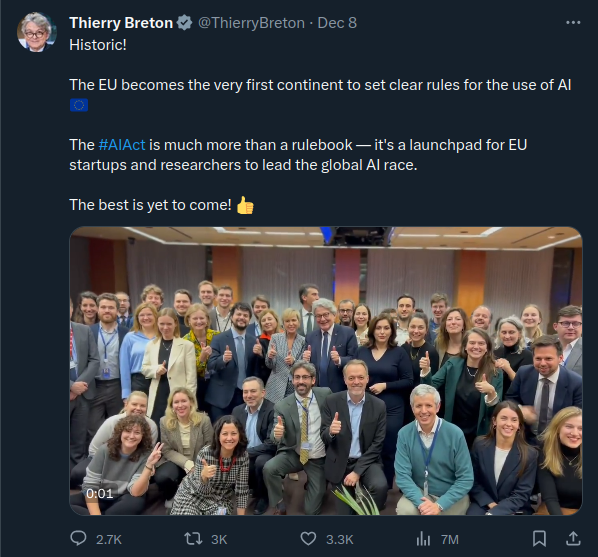 Thierry Breton @ThierryBreton · Dec 8
Historic!
The EU becomes the very first continent to set clear rules for the use of AI
🇪🇺
The #AIAct is much more than a rulebook — it's a launchpad for EU
startups and researchers to lead the global AI race.
The best is yet to come! 👍
0:01
2.7K 3K 3.3K 7M